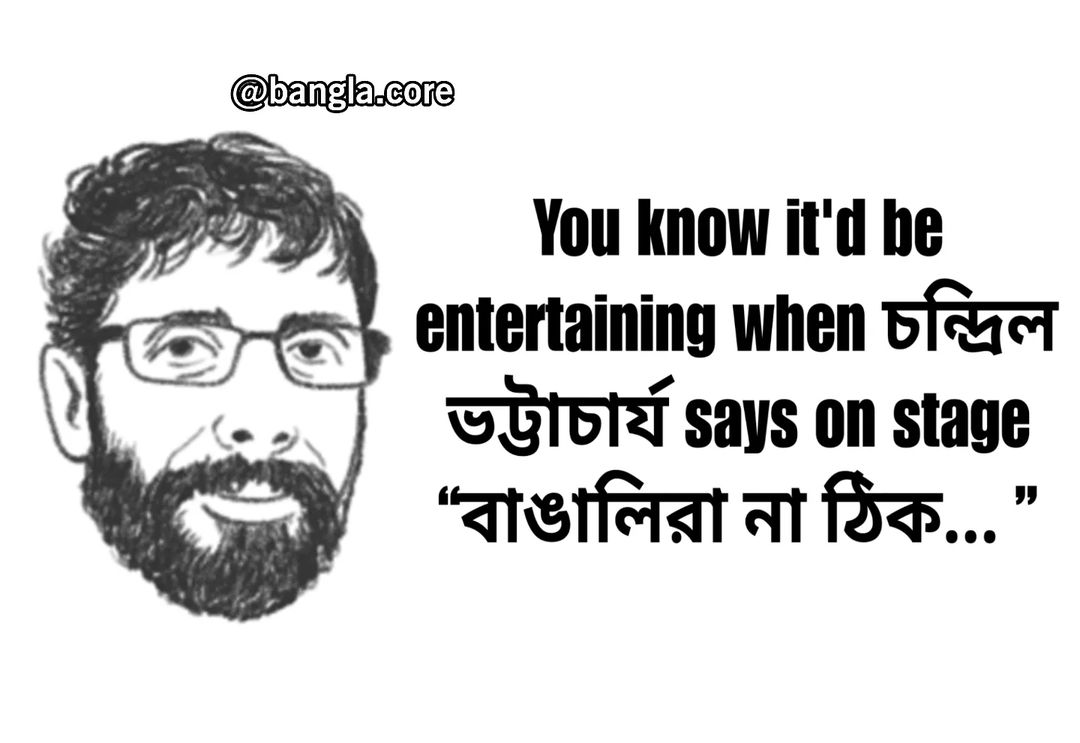 @bangla.core
You know it'd be
entertaining when চন্দ্রিল
ভট্টাচার্য says on stage
“বাঙালিরা না ঠিক... ”